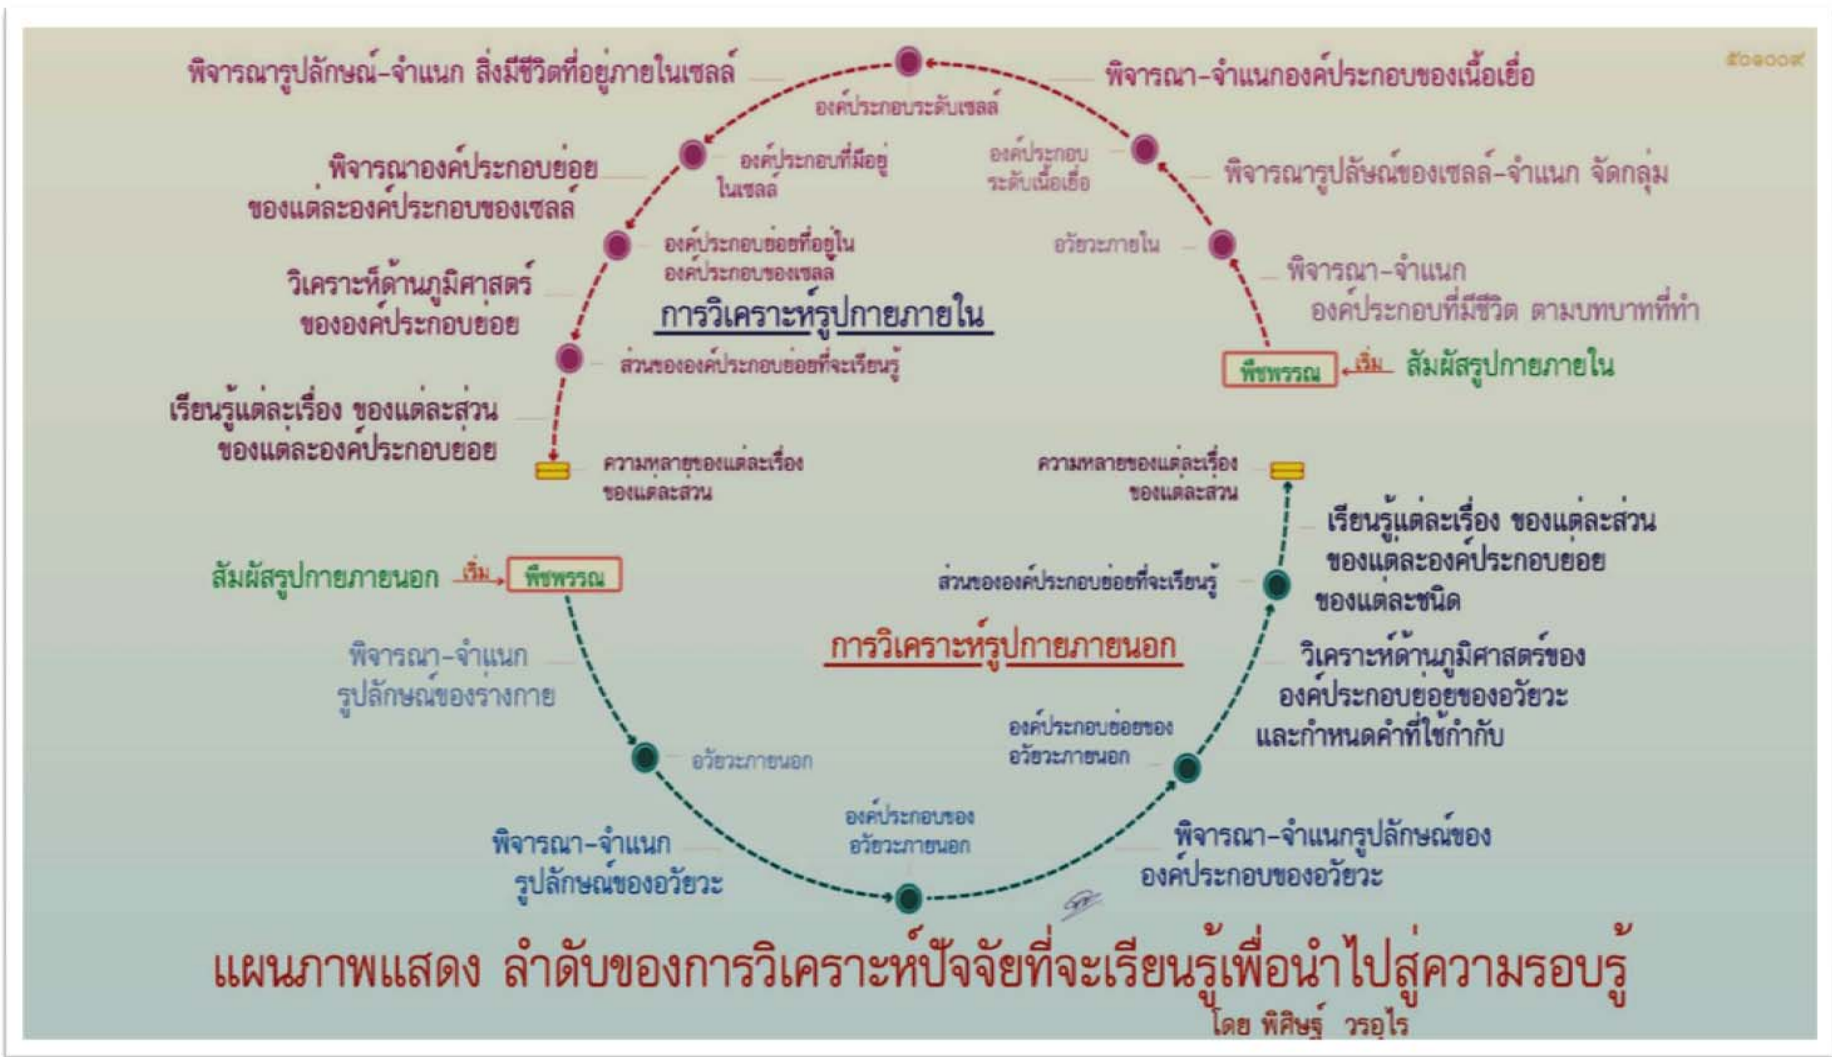 ๕๐๑๐๐๙
พิจารณารูปลักษณ์-จำแนก สิ่งมีชีวิตที่อยู่ภายในเซลล์
พิจารณา-จำแนกองค์ประกอบของเนื้อเยื่อ
องค์ประกอบระดับเซลล์
พิจารณาองค์ประกอบย่อย
ของแต่ละองค์ประกอบของเซลล์
องค์ประกอบที่มีอยู่
ในเซลล์
องค์ประกอบ
ระดับเนื้อเยื่อ
พิจารณารูปลัษณ์ของเซลล์-จำแนก จัดกลุ่ม
วิเคราะห์ด้านภูมิศาสตร์
ขององค์ประกอบย่อย
องค์ประกอบย่อยที่อยู่ใน
องค์ประกอบของเซลล์
อวัยวะภายใน
พิจารณา-จำแนก
องค์ประกอบที่มีชีวิต ตามบทบาทที่ทำ
การวิเคราะห์รูปกายภายใน
ส่วนขององค์ประกอบย่อยที่จะเรียนรู้
พืชพรรณ
เริ่ม
สัมผัสรูปกายภายใน
เรียนรู้แต่ละเรื่อง ของแต่ละส่วน
ของแต่ละองค์ประกอบย่อย
ความหลายของแต่ละเรื่อง
ของแต่ละส่วน
ความหลายของแต่ละเรื่อง
ของแต่ละส่วน
เรียนรู้แต่ละเรื่อง ของแต่ละส่วน
ของแต่ละองค์ประกอบย่อย
ของแต่ละชนิด
สัมผัสรูปกายภายนอก
เริ่ม
พืชพรรณ
ส่วนขององค์ประกอบย่อยที่จะเรียนรู้
การวิเคราะห์รูปกายภายนอก
พิจารณา-จำแนก
รูปลักษณ์ของร่างกาย
วิเคราะห์ด้านภูมิศาสตร์ของ
องค์ประกอบย่อยของอวัยวะ
และกำหนดคำที่ใช้กำกับ
อวัยวะภายนอก
องค์ประกอบย่อยของ
อวัยวะภายนอก
พิจารณา-จำแนก
รูปลักษณ์ของอวัยวะ
องค์ประกอบของ
อวัยวะภายนอก
พิจารณา-จำแนกรูปลักษณ์ของ
องค์ประกอบของอวัยวะ
แผนภาพแสดง ลำดับของการวิเคราะห์ปัจจัยที่จะเรียนรู้เพื่อนำไปสู่ความรอบรู้
โดย พิศิษฐ์ วรอุไร